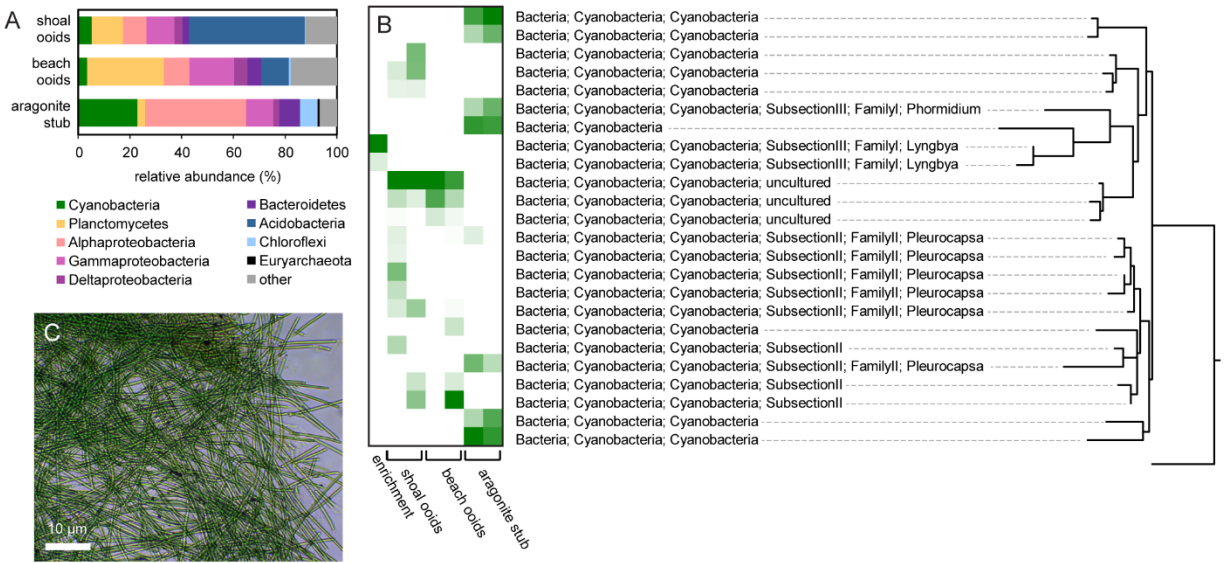 A
shoal
ooids
beach
ooids
aragonite
stub
0 20 40 60 80 100
relative abundance (%)
Cyanobacteria
Planctomycetes
Alphaproteobacteria
Gammaproteobacteria
Deltaproteobacteria
Bacteroidetes
Acidobacteria
Chloroflexi
Euryarchaeota
other
B
Bacteria; Cyanobacteria; Cyanobacteria
Bacteria; Cyanobacteria; Cyanobacteria
Bacteria; Cyanobacteria; Cyanobacteria
Bacteria; Cyanobacteria; Cyanobacteria
Bacteria; Cyanobacteria; Cyanobacteria
Bacteria; Cyanobacteria; Cyanobacteria; SubsectionIII; FamilyI; Phormidium
Bacteria; Cyanobacteria
Bacteria; Cyanobacteria; Cyanobacteria; SubsectionIII; FamilyI; Lyngbya
Bacteria; Cyanobacteria; Cyanobacteria; SubsectionIII; FamilyI; Lyngbya
Bacteria; Cyanobacteria; Cyanobacteria; uncultured
Bacteria; Cyanobacteria; Cyanobacteria; uncultured
Bacteria; Cyanobacteria; Cyanobacteria; uncultured
Bacteria; Cyanobacteria; Cyanobacteria; SubsectionII; FamilyII; Pleurocapsa
Bacteria; Cyanobacteria; Cyanobacteria; SubsectionII; FamilyII; Pleurocapsa
Bacteria; Cyanobacteria; Cyanobacteria; SubsectionII; FamilyII; Pleurocapsa
Bacteria; Cyanobacteria; Cyanobacteria; SubsectionII; FamilyII; Pleurocapsa
Bacteria; Cyanobacteria; Cyanobacteria; SubsectionII; FamilyII; Pleurocapsa
Bacteria; Cyanobacteria; Cyanobacteria
Bacteria; Cyanobacteria; Cyanobacteria; SubsectionII
Bacteria; Cyanobacteria; Cyanobacteria; SubsectionII; FamilyII; Pleurocapsa
Bacteria; Cyanobacteria; Cyanobacteria; SubsectionII
Bacteria; Cyanobacteria; Cyanobacteria; SubsectionII
Bacteria; Cyanobacteria; Cyanobacteria
Bacteria; Cyanobacteria; Cyanobacteria
enrichment
shoal ooids
beach ooids
aragonite stub
C
10 µm